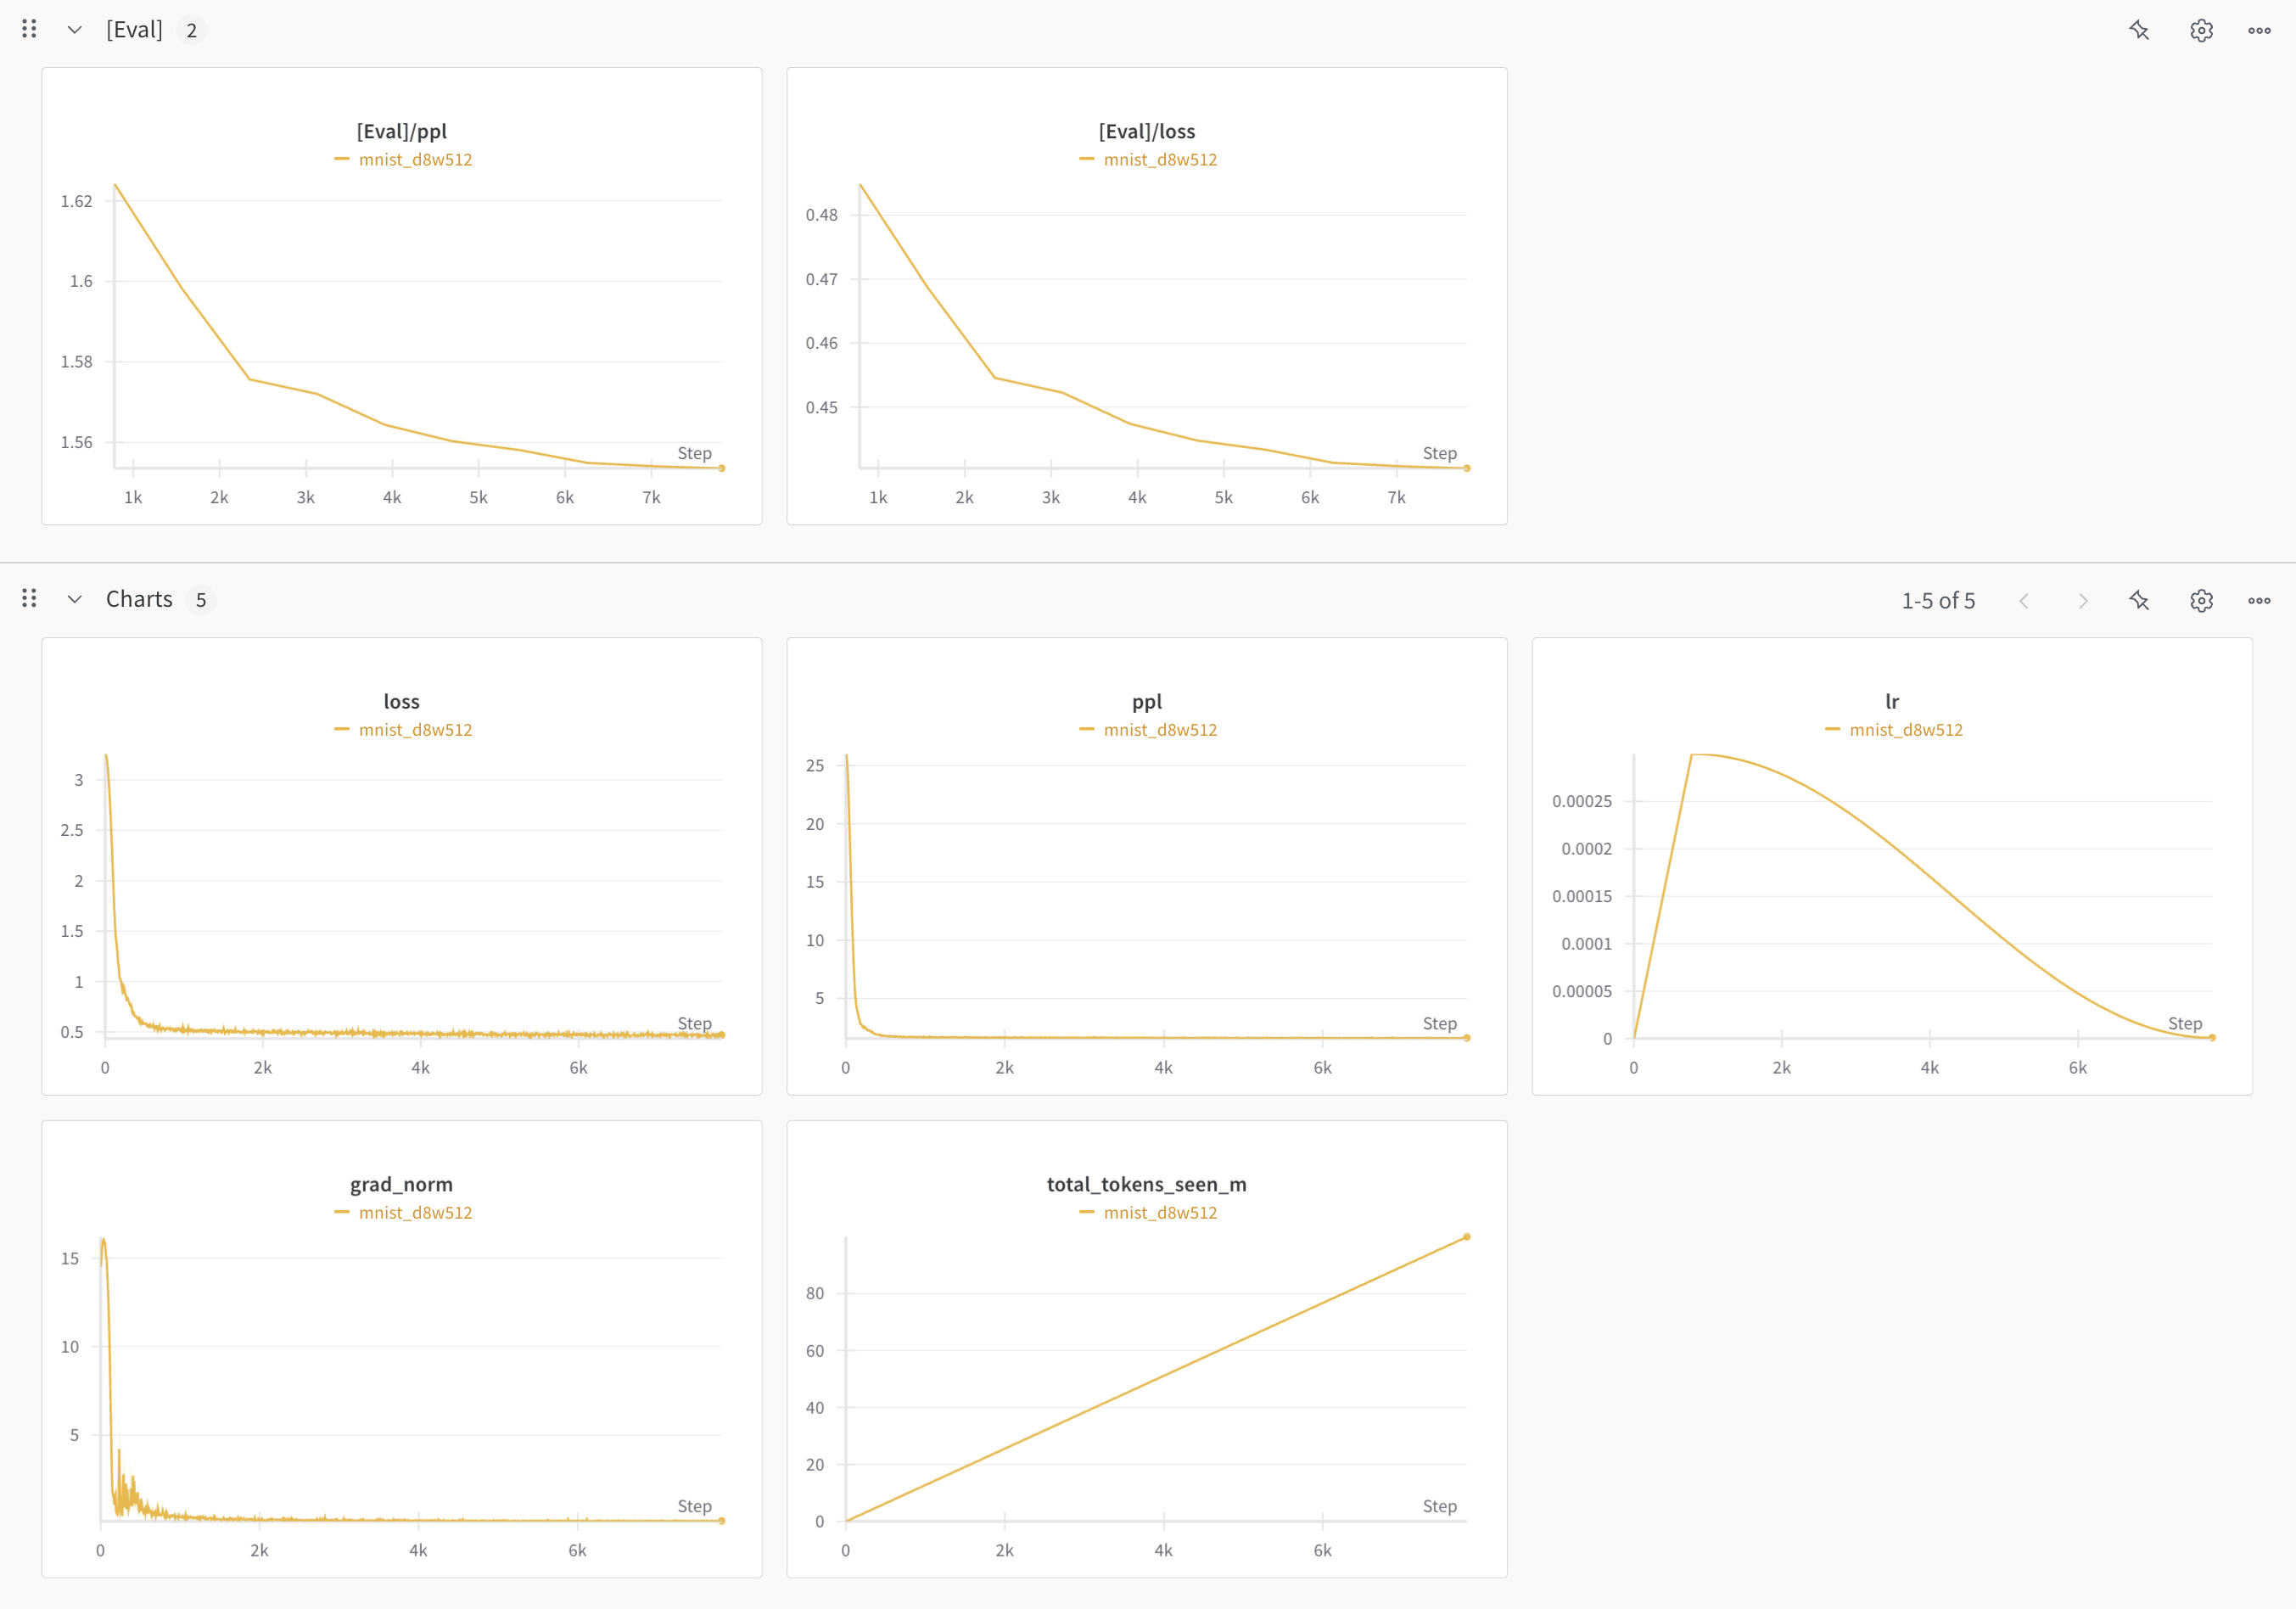 [Eval] 2
[Eval]/ppl
mnist_d8w512
1.62
1.6
1.58
1.56
Step
1k 2k 3k 4k 5k 6k 7k
[Eval]/loss
mnist_d8w512
0.48
0.47
0.46
0.45
Step
1k 2k 3k 4k 5k 6k 7k
Charts 5
1-5 of 5
loss
mnist_d8w512
3
2.5
2
1.5
1
0.5
Step
0 2k 4k 6k
ppl
mnist_d8w512
25
20
15
10
5
Step
0 2k 4k 6k
lr
mnist_d8w512
0.00025
0.0002
0.00015
0.0001
0.00005
0
Step
0 2k 4k 6k
grad_norm
mnist_d8w512
15
10
5
Step
0 2k 4k 6k
total_tokens_seen_m
mnist_d8w512
80
60
40
20
0
Step
0 2k 4k 6k